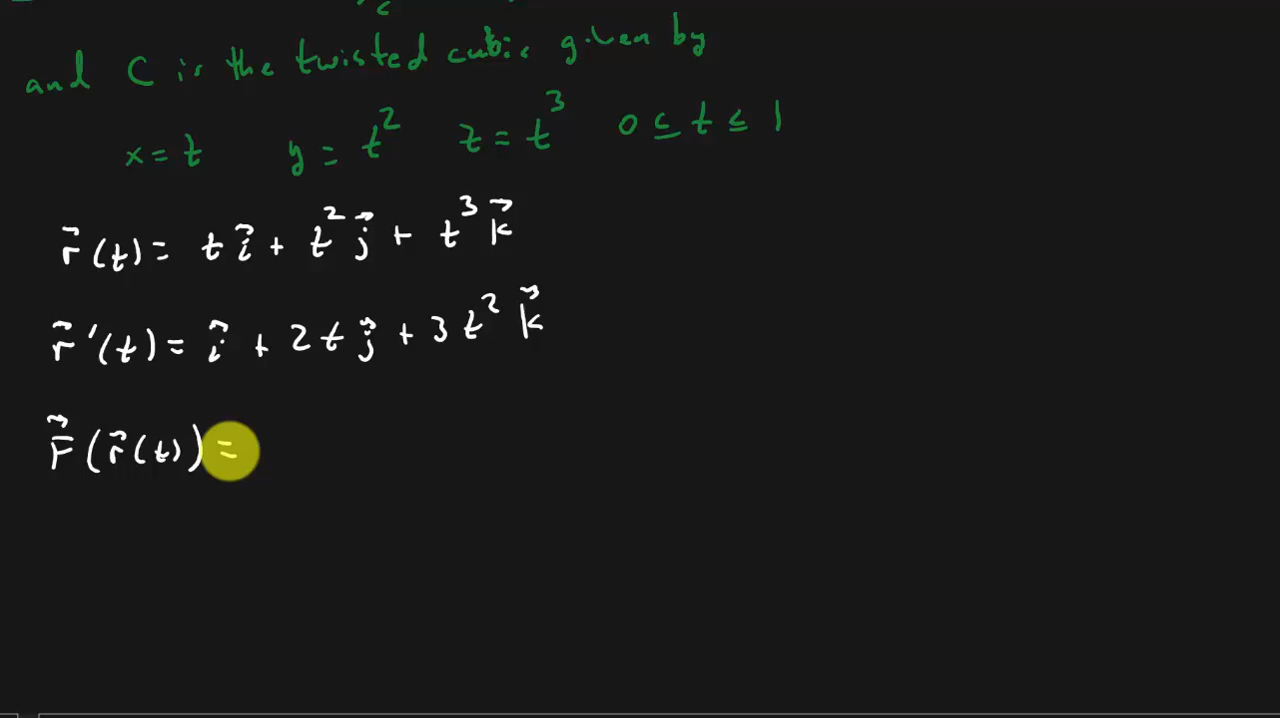 c
and C is the twisted cubic given by
x = t y = t² z = t³ 0 ≤ t ≤ 1
r⃗(t) = t i⃗ + t² j⃗ + t³ k⃗
r⃗'(t) = i⃗ + 2t j⃗ + 3t² k⃗
F⃗(r⃗(t)) =